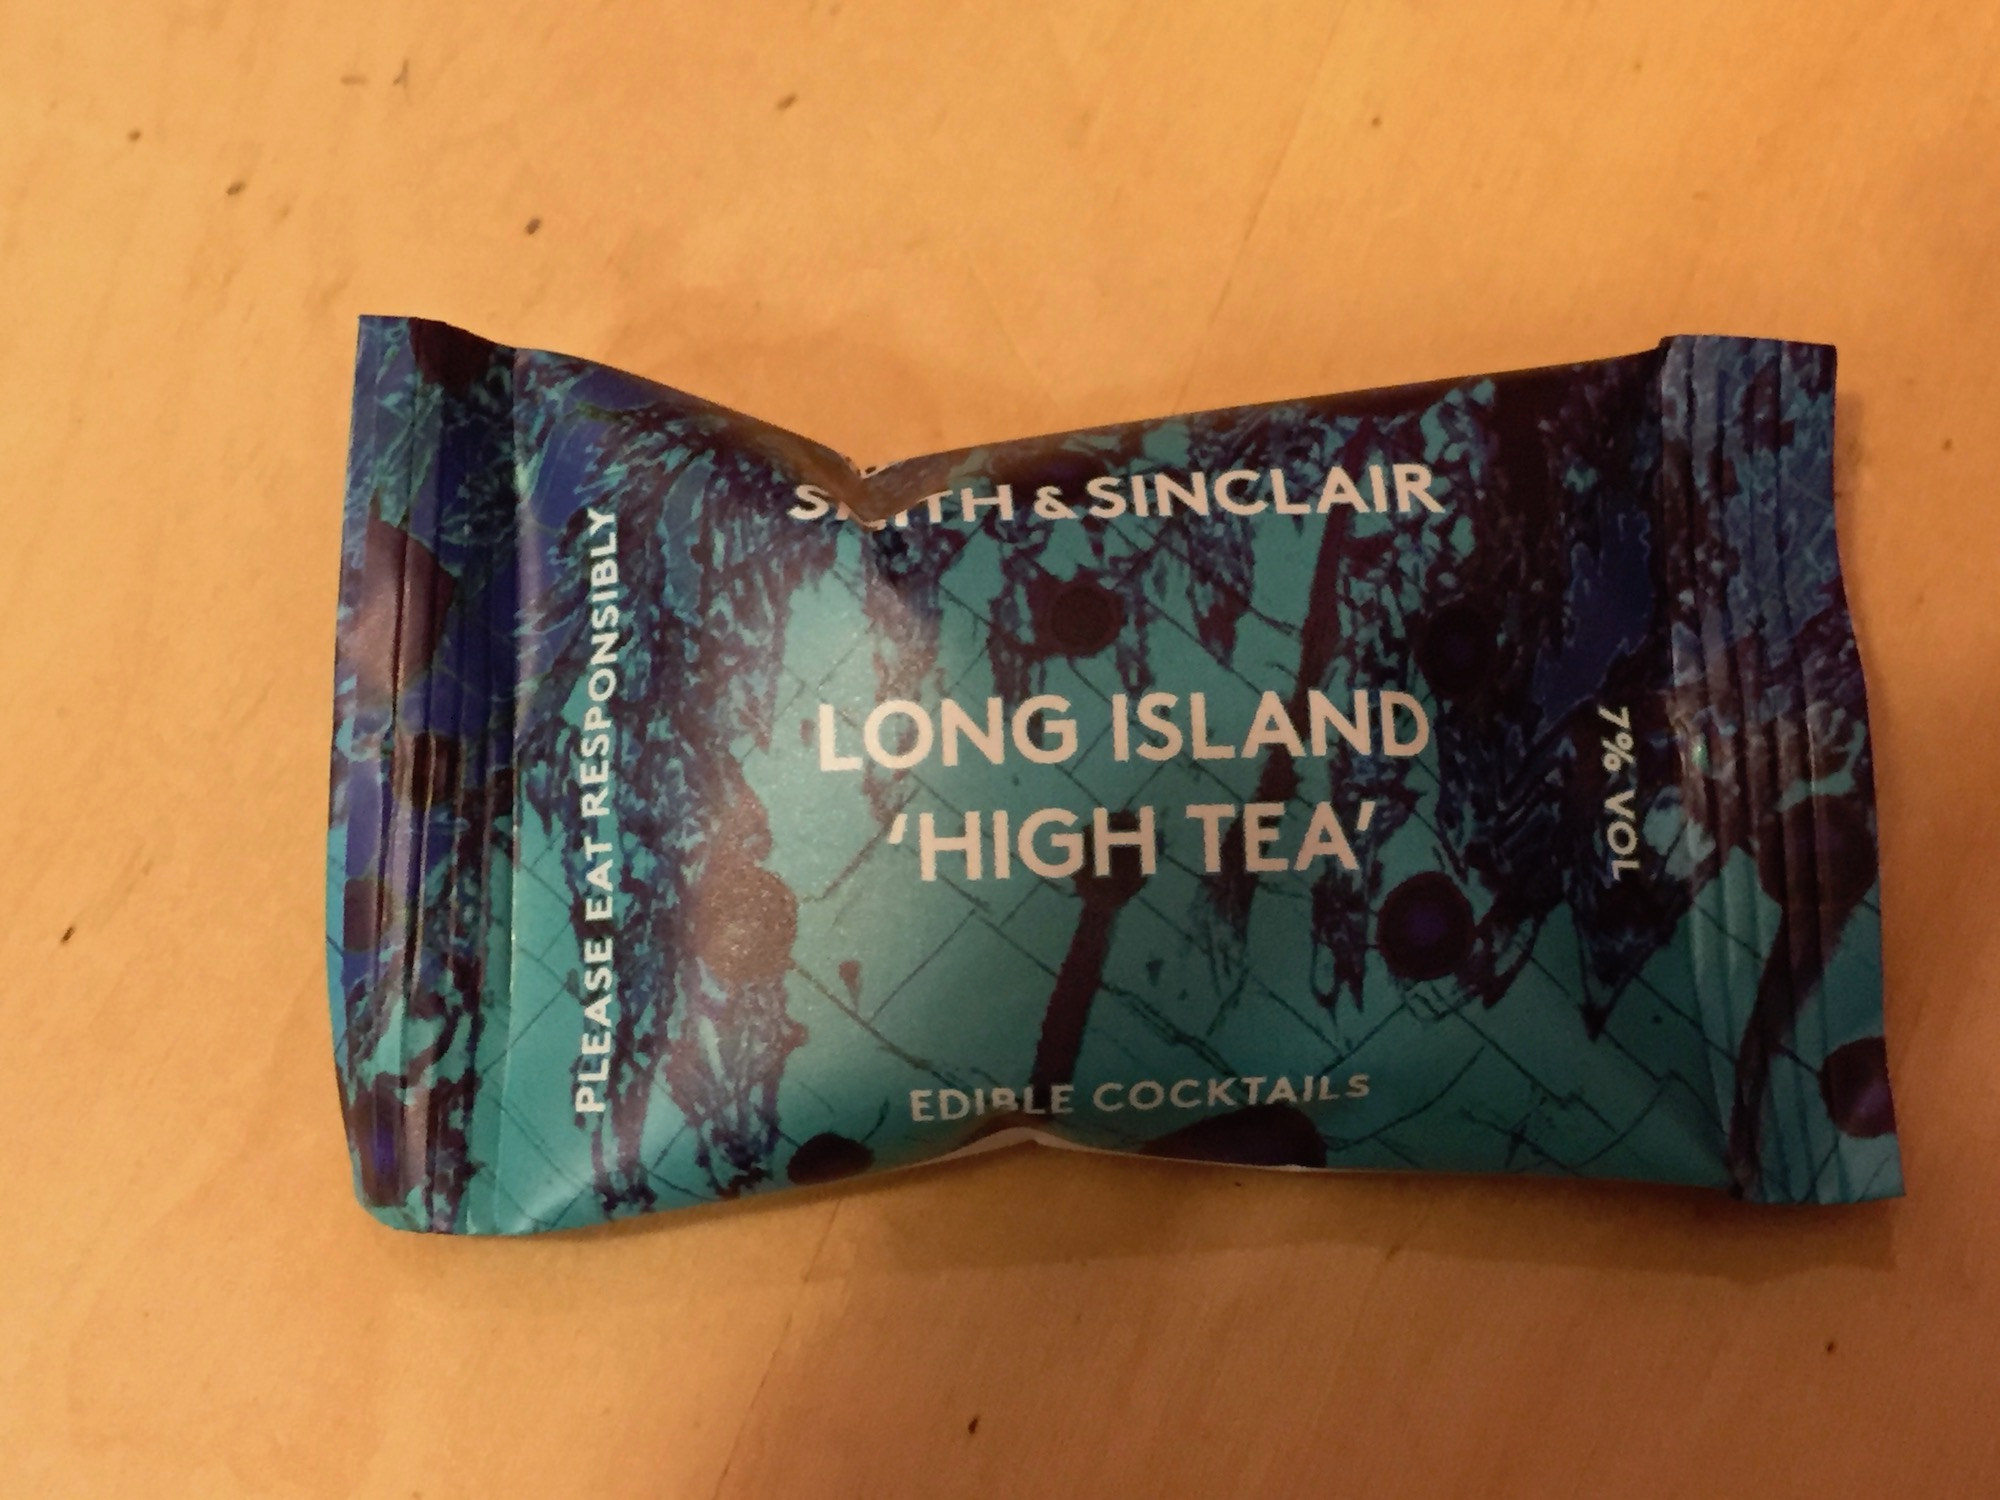 SMITH & SINCLAIR
LONG ISLAND
'HIGH TEA'
EDIBLE COCKTAILS
PLEASE EAT RESPONSIBLY
7% VOL